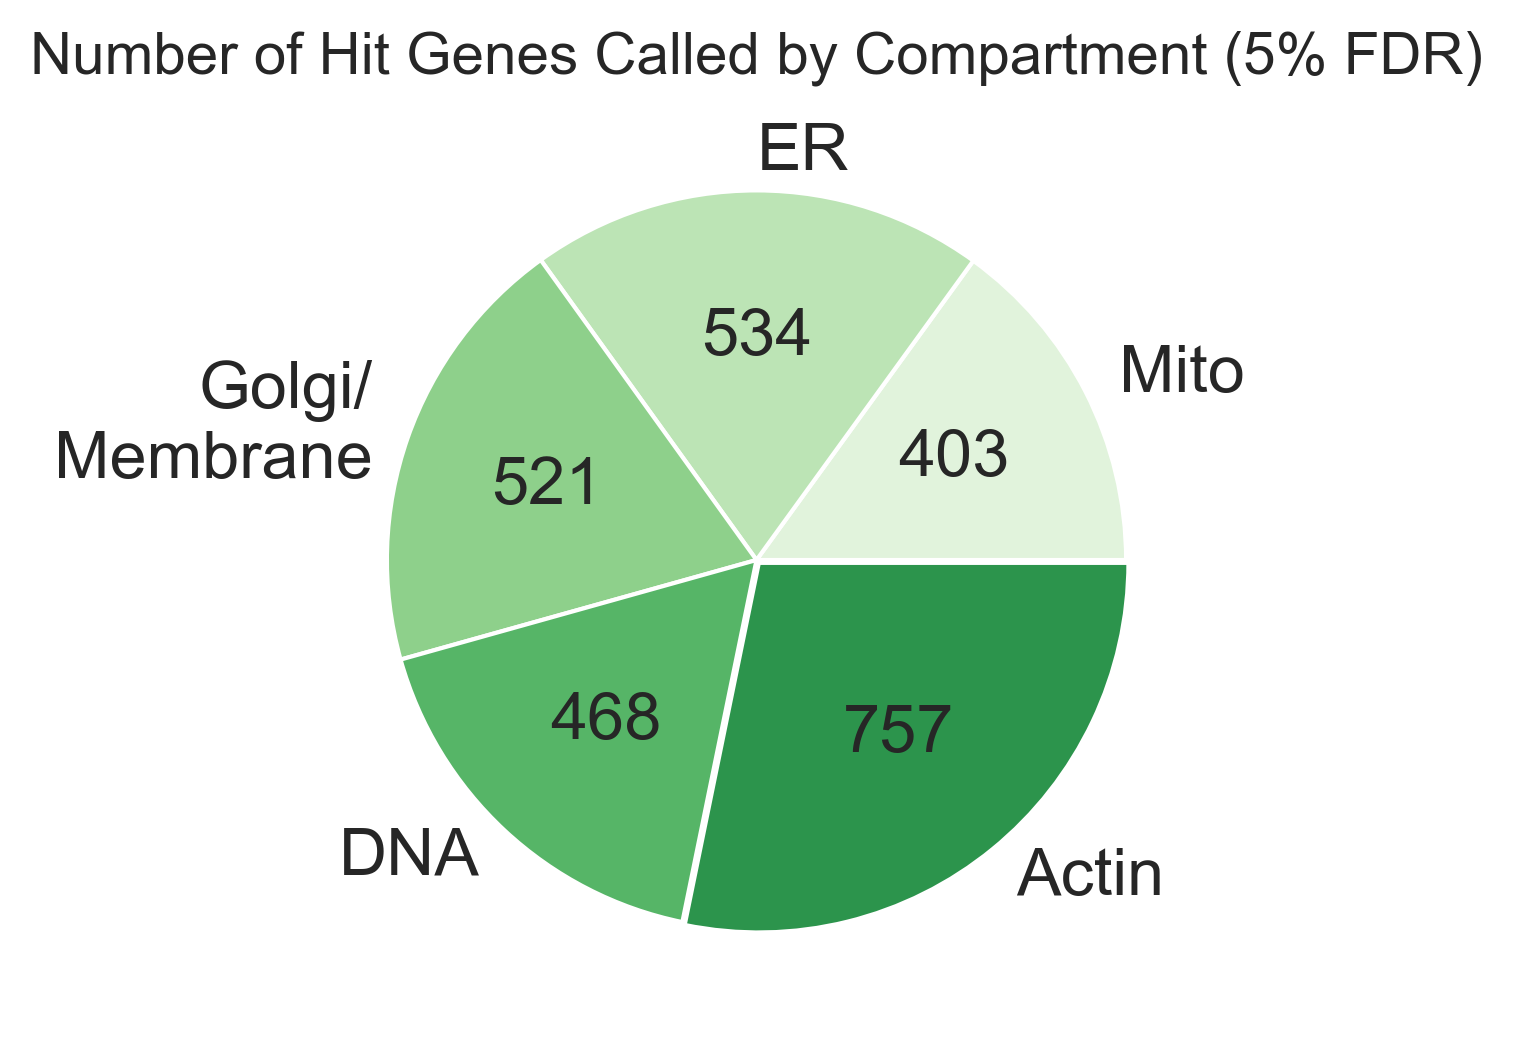 Number of Hit Genes Called by Compartment (5% FDR)
ER
534
Mito
403
Golgi/
Membrane
521
468
757
DNA
Actin